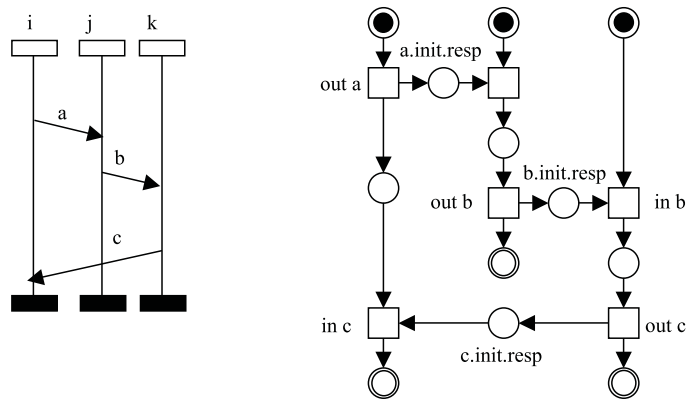 i j k
a
b
c
a.init.resp
out a
b.init.resp
out b
in b
in c
out c
c.init.resp